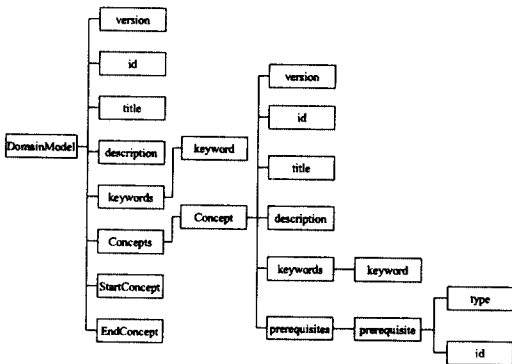 DomainModel
version
id
title
description
keywords
Concepts
StartConcept
EndConcept
keyword
Concept
version
id
title
description
keywords
prerequisites
keyword
prerequisite
type
id